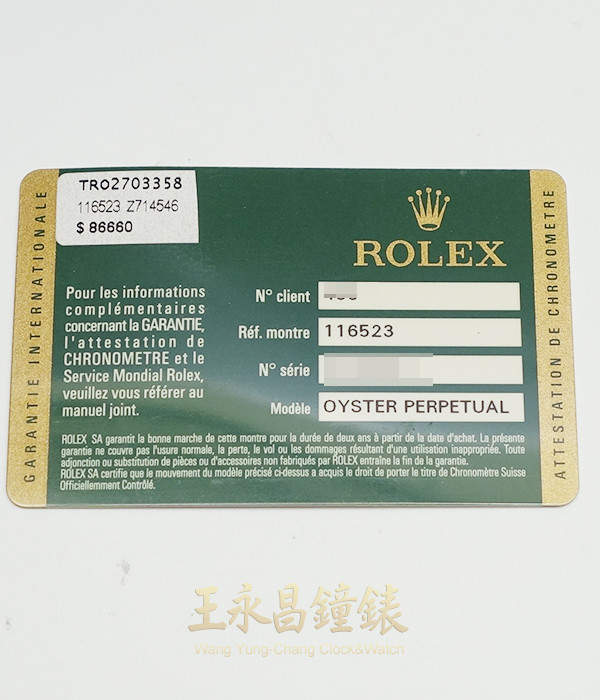 TRO2703358
116523 Z714546
$ 86660
ROLEX
GARANTIE INTERNATIONALE
Pour les informations
complémentaires
concernant la GARANTIE,
l'attestation de
CHRONOMETRE et le
Service Mondial Rolex,
veuillez vous référer au
manuel joint.
N° client
Réf. montre 116523
N° série
Modèle OYSTER PERPETUAL
ATTESTATION DE CHRONOMETRE
ROLEX SA garantit la bonne marche de cette montre pour la durée de deux ans à partir de la date d'achat. La présente
garantie ne couvre pas l'usure normale, la perte, le vol ou les dommages résultant d'une utilisation inappropriée. Toute
adjonction ou substitution de pièces ou d'accessoires non fabriqués par ROLEX entraîne la fin de la garantie.
ROLEX SA certifie que le mouvement du modèle précisé ci-dessus a acquis le droit de porter le titre de Chronomètre Suisse
Officiellement Contrôlé.
王永昌鐘錶
Wang Yung-Chang Clock&Watch